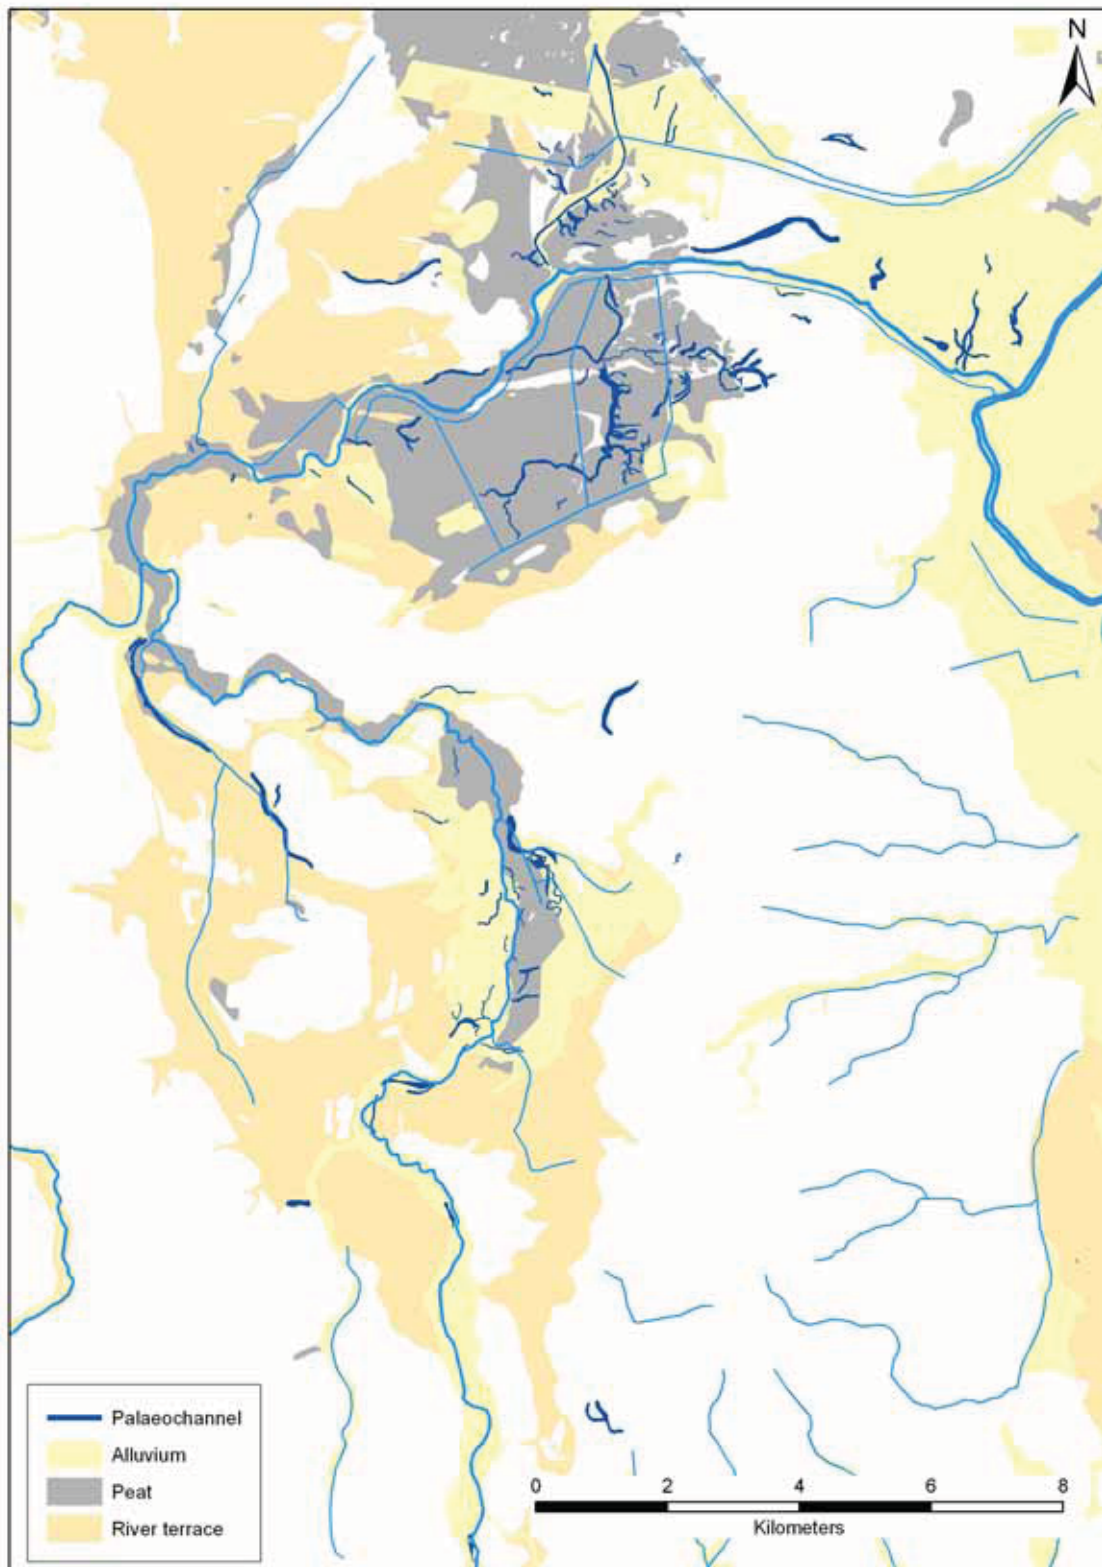 N
Palaeochannel
Alluvium
Peat
River terrace
0 2 4 6 8
Kilometers